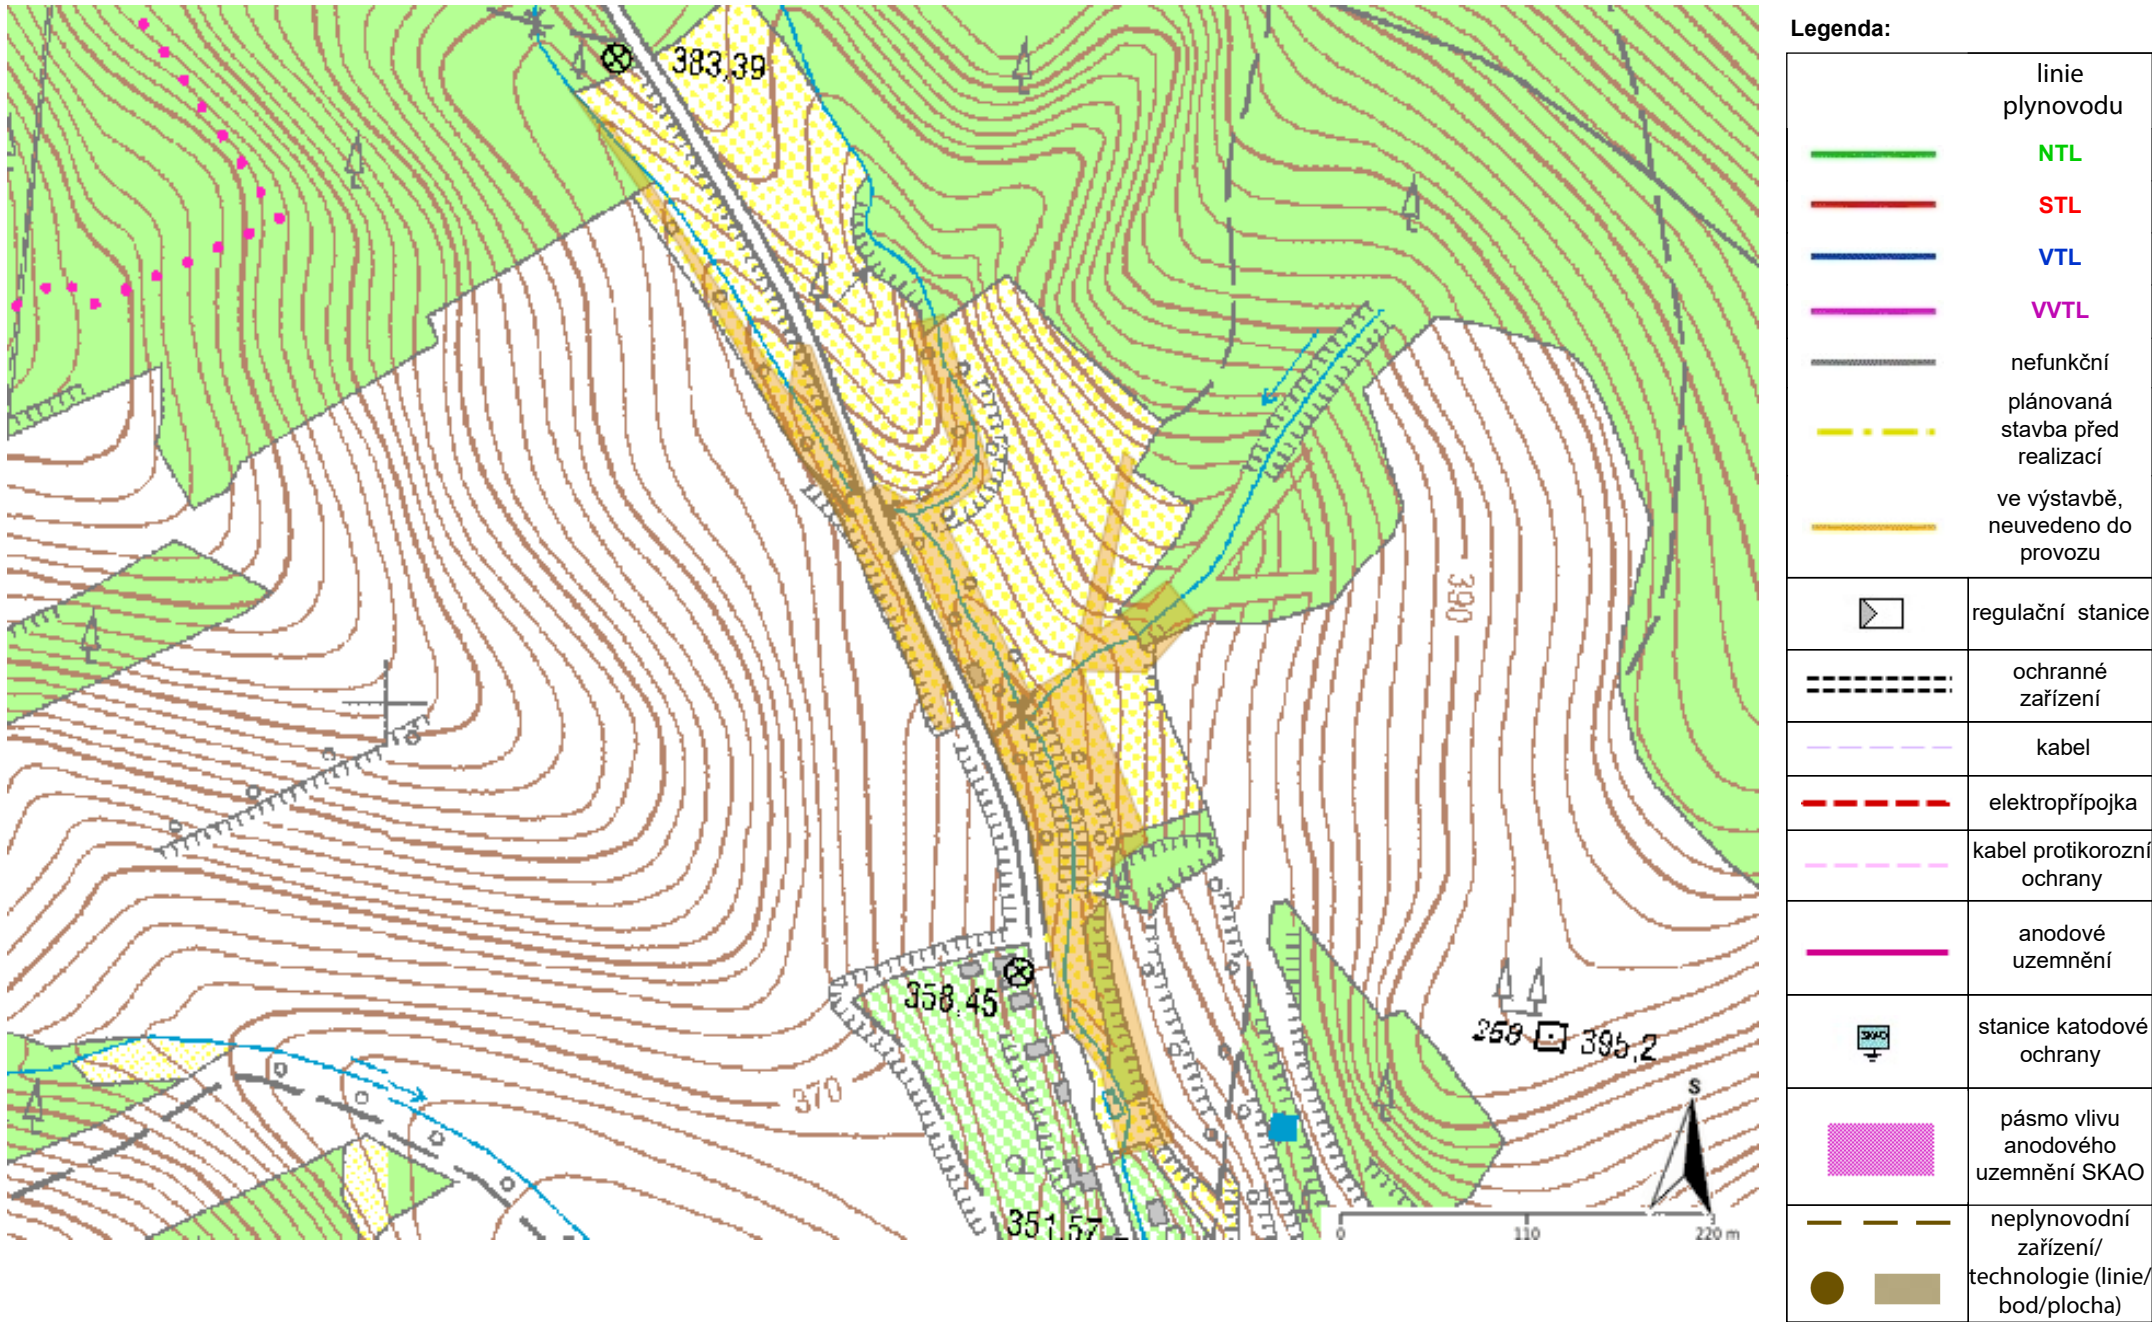 383,39
390
358,45
370
351,57
258
395,2
S
0
110
220 m
Legenda:
linie
plynovodu
NTL
STL
VTL
VVTL
nefunkční
plánovaná
stavba před
realizací
ve výstavbě,
neuvedeno do
provozu
regulační stanice
ochranné
zařízení
kabel
elektropřípojka
kabel protikorozní
ochrany
anodové
uzemnění
SKAO
stanice katodové
ochrany
pásmo vlivu
anodového
uzemnění SKAO
neplynovodní
zařízení/
technologie (linie/
bod/plocha)